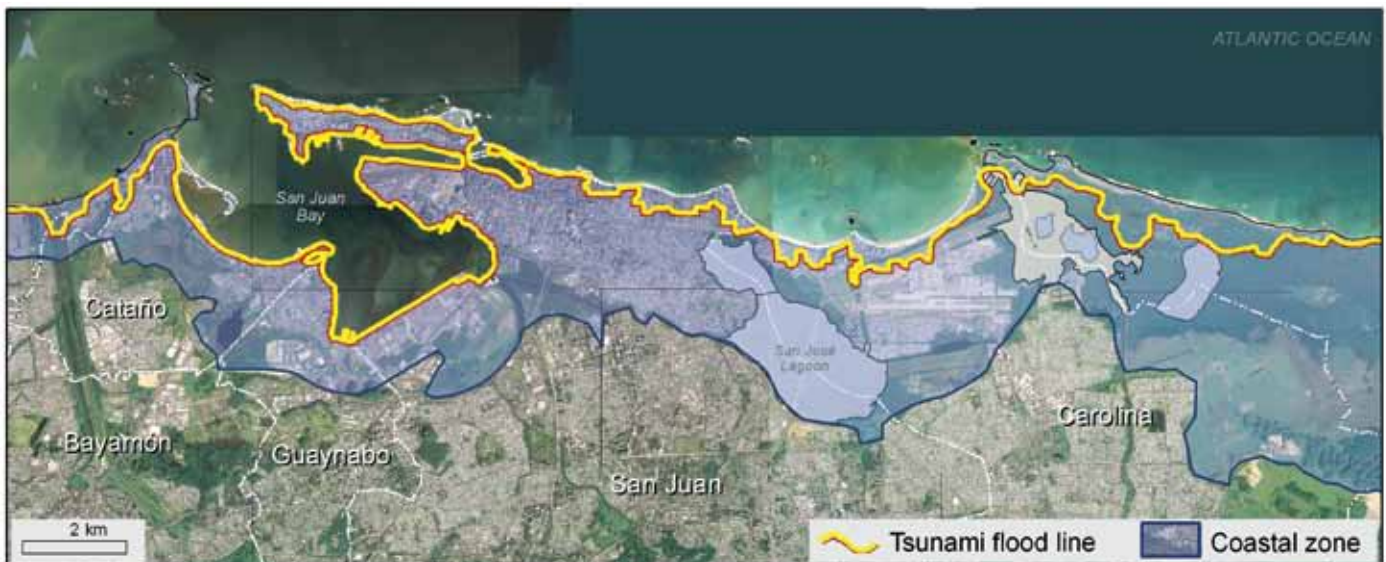 ATLANTIC OCEAN
San Juan
Bay
Cataño
San José
Lagoon
Carolina
Bayamón
Guaynabo
San Juan
2 km
Tsunami flood line
Coastal zone